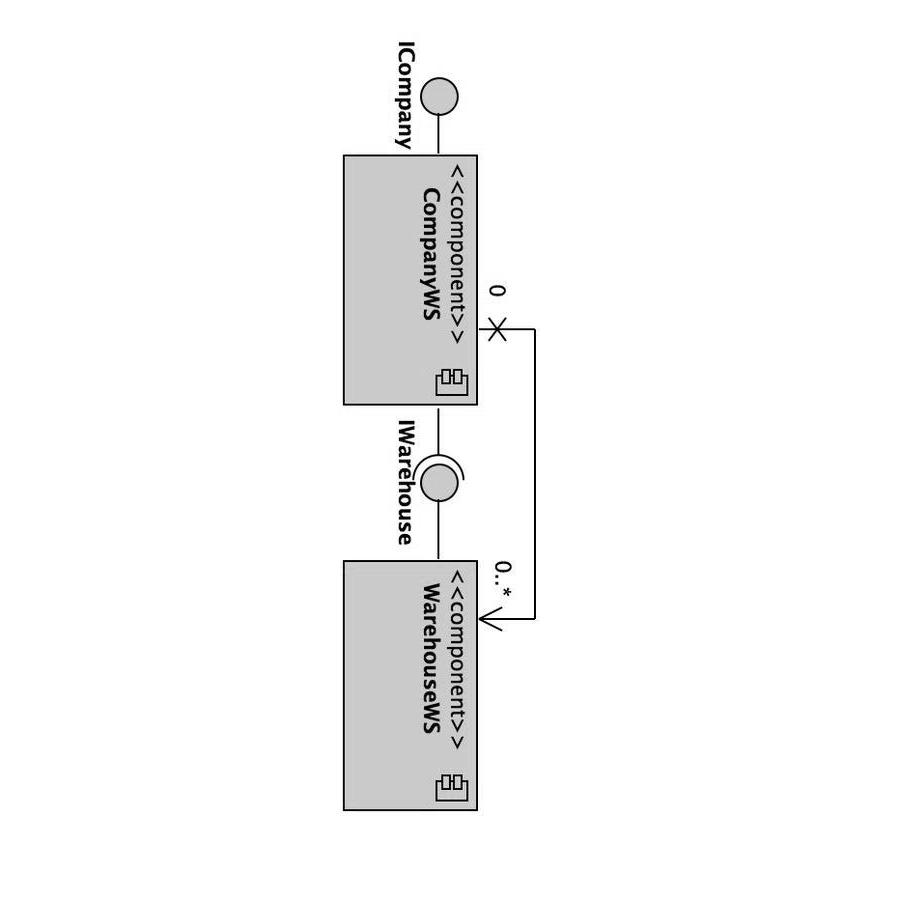 ICompany
<<component>>
CompanyWS
0
IWarehouse
0..*
<<component>>
WarehouseWS